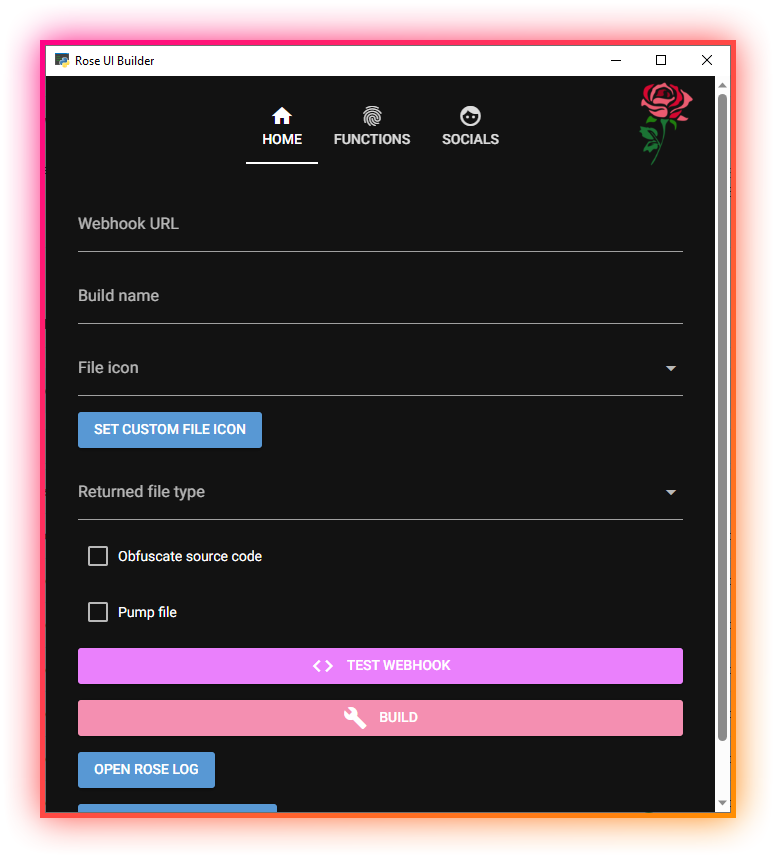 Rose UI Builder
HOME FUNCTIONS SOCIALS
Webhook URL
Build name
File icon
SET CUSTOM FILE ICON
Returned file type
Obfuscate source code
Pump file
TEST WEBHOOK
BUILD
OPEN ROSE LOG